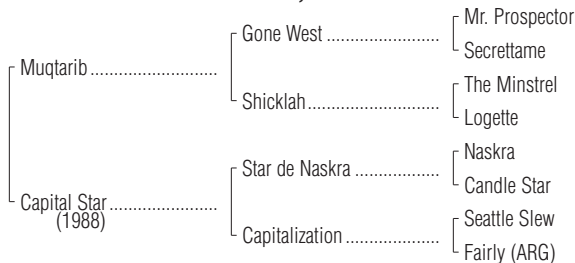 Mr. Prospector
Gone West ........................
Secrettame
Muqtarib ...........................
The Minstrel
Shicklah............................
Logette
Naskra
Star de Naskra ..................
Candle Star
Capital Star.......................
(1988)
Seattle Slew
Capitalization ....................
Fairly (ARG)